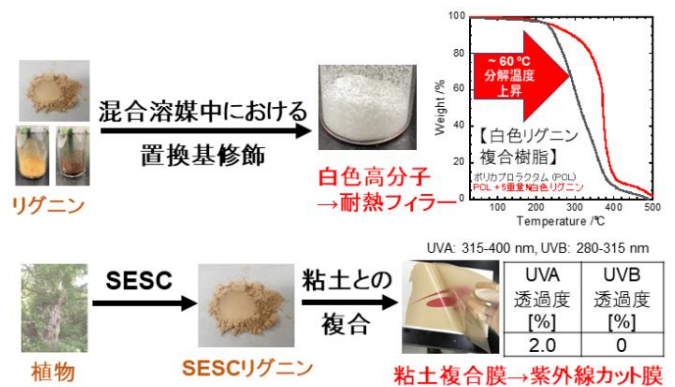 混合溶媒中における
置換基修飾
リグニン
白色高分子
→耐熱フィラー
100
80
60
40
20
0
Weight /%
~ 60 ºC
分解温度
上昇
【白色リグニン
複合樹脂】
ポリカプロラクタム (PCL)
PCL + 5重量%白色リグニン
100 200 300 400 500
Temperature /℃
UVA: 315-400 nm, UVB: 280-315 nm
植物
SESC
SESCリグニン
粘土との
複合
UVA
透過度
[%]
UVB
透過度
[%]
2.0
0
粘土複合膜→紫外線カット膜